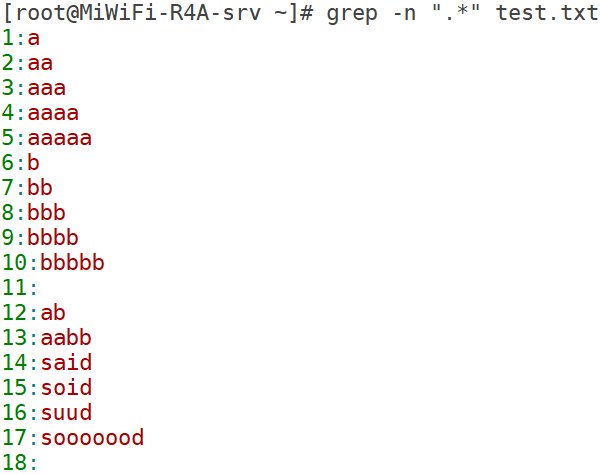 [root@MiWiFi-R4A-srv ~]# grep -n ".*" test.txt
1:a
2:aa
3:aaa
4:aaaa
5:aaaaa
6:b
7:bb
8:bbb
9:bbbb
10:bbbbb
11:
12:ab
13:aabb
14:said
15:soid
16:suud
17:sooooood
18: